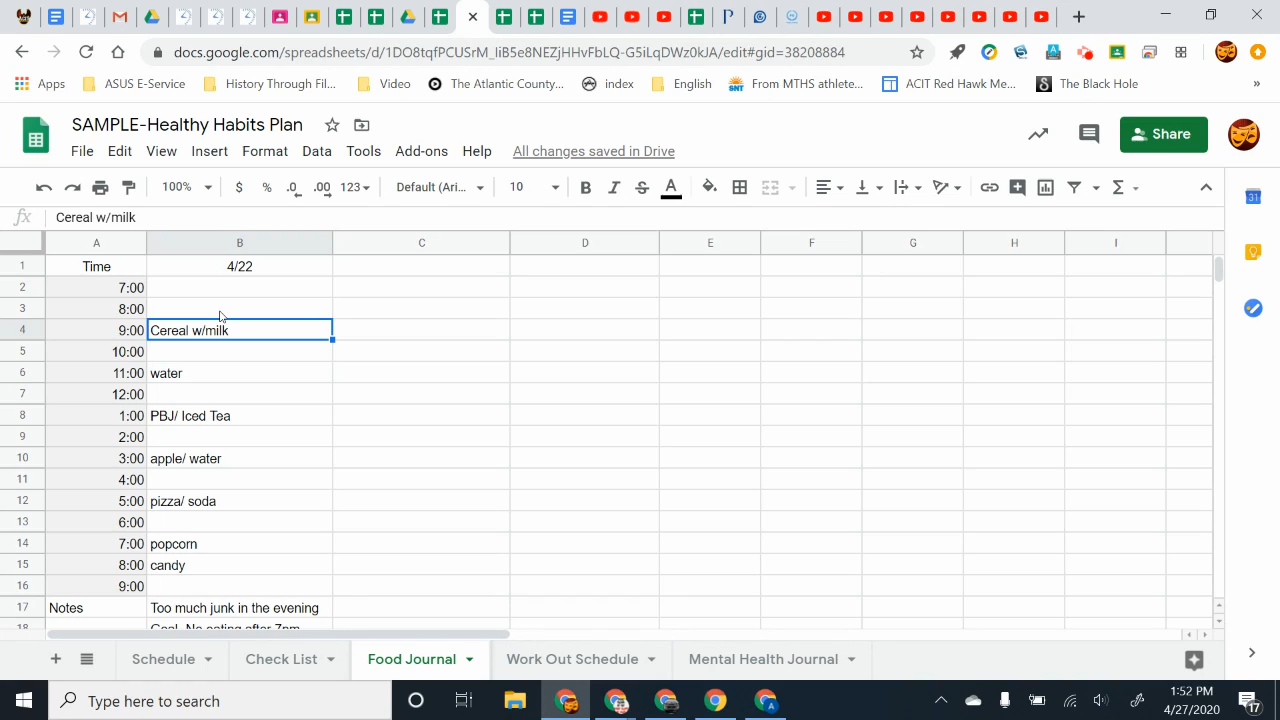 docs.google.com/spreadsheets/d/1DO8tqfPCUSrM_IiB5e8NEZjHHvFbLO-G5iLqDWz0kJA/edit#gid=38208884
Apps ASUS E-Service History Through Fil... Video The Atlantic County... index English From MTHS athlete... ACIT Red Hawk Me... The Black Hole »
SAMPLE-Healthy Habits Plan
Share
File Edit View Insert Format Data Tools Add-ons Help All changes saved in Drive
100% $ % .0 .00 123 Default (Ari... 10 B I S A Σ
fx Cereal w/milk
A B C D E F G H I
1 Time 4/22
2 7:00
3 8:00
4 9:00 Cereal w/milk
5 10:00
6 11:00 water
7 12:00
8 1:00 PBJ/ Iced Tea
9 2:00
10 3:00 apple/ water
11 4:00
12 5:00 pizza/ soda
13 6:00
14 7:00 popcorn
15 8:00 candy
16 9:00
17 Notes Too much junk in the evening
18 Goal- No eating after 7pm
Schedule Check List Food Journal Work Out Schedule Mental Health Journal
Type here to search
1:52 PM
4/27/2020
17